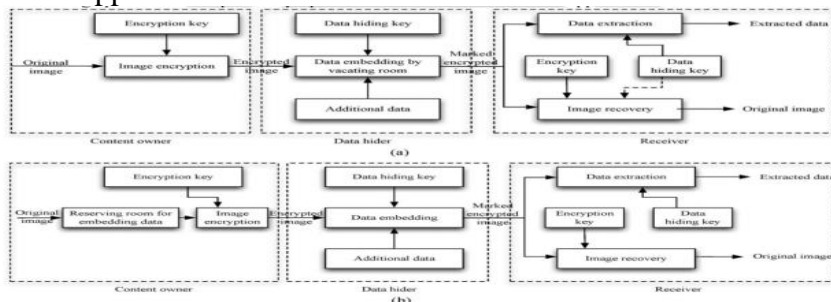 Encryption key
Data hiding key
Data extraction
Extracted data
Original image
Image encryption
Encrypted image
Data embedding by vacating room
Marked encrypted image
Encryption key
Data hiding key
Additional data
Image recovery
Original image
Content owner
Data hider
Receiver
(a)
Encryption key
Data hiding key
Data extraction
Extracted data
Original image
Reserving room for embedding data
Image encryption
Encrypted image
Data embedding
Marked encrypted image
Encryption key
Data hiding key
Additional data
Image recovery
Original image
Content owner
Data hider
Receiver
(b)